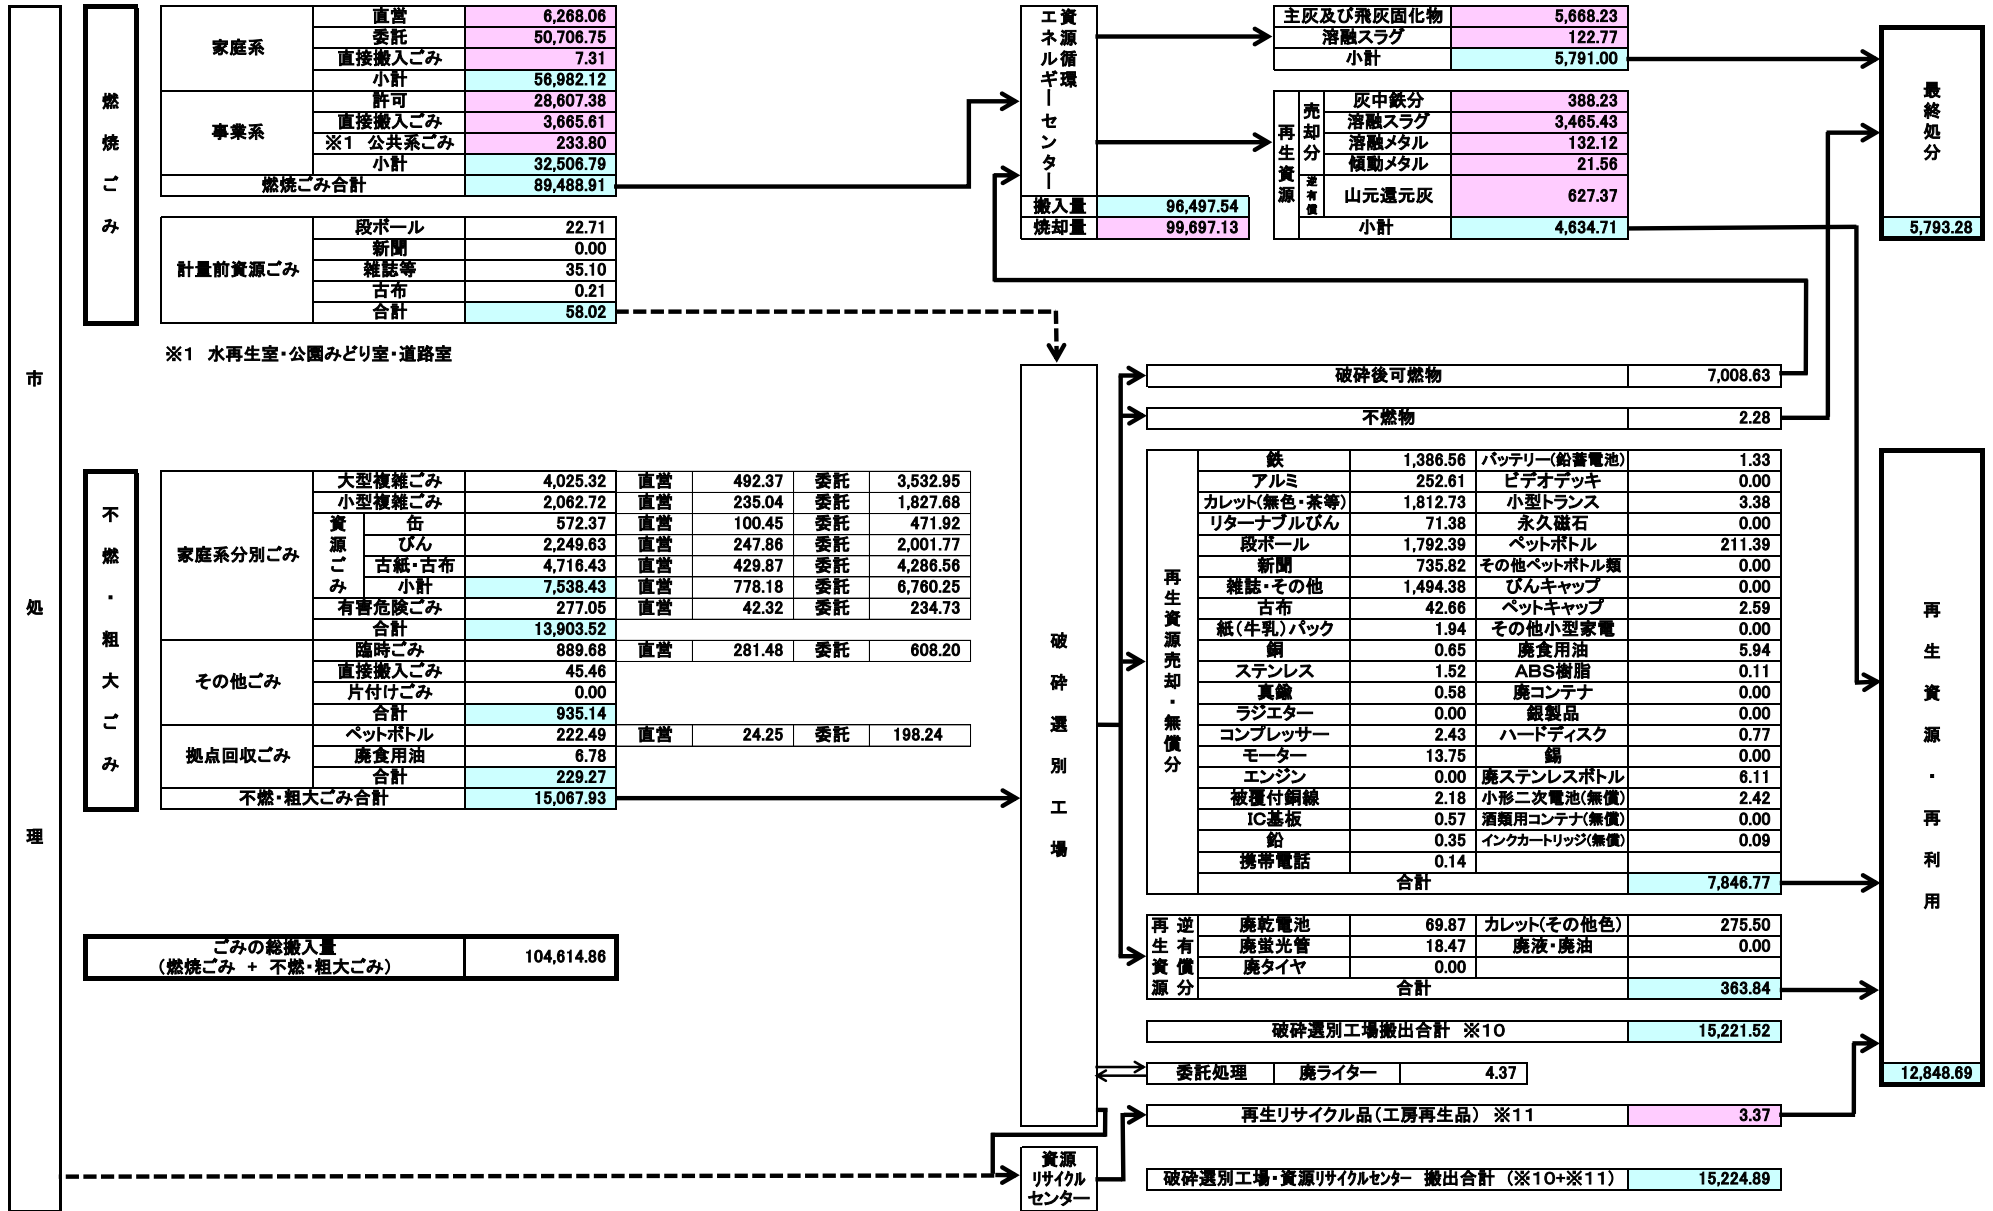 市処理
燃焼ごみ
家庭系
直営 6,268.06
委託 50,706.75
直接搬入ごみ 7.31
小計 56,982.12
事業系
許可 28,607.38
直接搬入ごみ 3,665.61
※1 公共系ごみ 233.80
小計 32,506.79
燃焼ごみ合計 89,488.91
計量前資源ごみ
段ボール 22.71
新聞 0.00
雑誌等 35.10
古布 0.21
合計 58.02
※1 水再生室・公園みどり室・道路室
不燃・粗大ごみ
家庭系分別ごみ
大型複雑ごみ 4,025.32 直営 492.37 委託 3,532.95
小型複雑ごみ 2,062.72 直営 235.04 委託 1,827.68
資源ごみ
缶 572.37 直営 100.45 委託 471.92
びん 2,249.63 直営 247.86 委託 2,001.77
古紙・古布 4,716.43 直営 429.87 委託 4,286.56
小計 7,538.43 直営 778.18 委託 6,760.25
有害危険ごみ 277.05 直営 42.32 委託 234.73
合計 13,903.52
その他ごみ
臨時ごみ 889.68 直営 281.48 委託 608.20
直接搬入ごみ 45.46
片付けごみ 0.00
合計 935.14
拠点回収ごみ
ペットボトル 222.49 直営 24.25 委託 198.24
廃食用油 6.78
合計 229.27
不燃・粗大ごみ合計 15,067.93
ごみの総搬入量
(燃焼ごみ + 不燃・粗大ごみ) 104,614.86
資源循環
エネルギーセンター
搬入量 96,497.54
焼却量 99,697.13
主灰及び飛灰固化物 5,668.23
溶融スラグ 122.77
小計 5,791.00
再生資源
売却分
灰中鉄分 388.23
溶融スラグ 3,465.43
溶融メタル 132.12
傾動メタル 21.56
逆有償
山元還元灰 627.37
小計 4,634.71
最終処分
5,793.28
破砕選別工場
破砕後可燃物 7,008.63
不燃物 2.28
再生資源売却・無償分
鉄 1,386.56 バッテリー(鉛蓄電池) 1.33
アルミ 252.61 ビデオデッキ 0.00
カレット(無色・茶等) 1,812.73 小型トランス 3.38
リターナブルびん 71.38 永久磁石 0.00
段ボール 1,792.39 ペットボトル 211.39
新聞 735.82 その他ペットボトル類 0.00
雑誌・その他 1,494.38 びんキャップ 0.00
古布 42.66 ペットキャップ 2.59
紙(牛乳)パック 1.94 その他小型家電 0.00
銅 0.65 廃食用油 5.94
ステンレス 1.52 ABS樹脂 0.11
真鍮 0.58 廃コンテナ 0.00
ラジエター 0.00 銀製品 0.00
コンプレッサー 2.43 ハードディスク 0.77
モーター 13.75 錫 0.00
エンジン 0.00 廃ステンレスボトル 6.11
被覆付銅線 2.18 小形二次電池(無償) 2.42
IC基板 0.57 酒類用コンテナ(無償) 0.00
鉛 0.35 インクカートリッジ(無償) 0.09
携帯電話 0.14
合計 7,846.77
逆有償分
再生資源
廃乾電池 69.87 カレット(その他色) 275.50
廃蛍光管 18.47 廃液・廃油 0.00
廃タイヤ 0.00
合計 363.84
破砕選別工場搬出合計 ※10 15,221.52
委託処理 廃ライター 4.37
再生リサイクル品(工房再生品) ※11 3.37
資源
リサイクル
センター
破砕選別工場・資源リサイクルセンター 搬出合計 (※10+※11) 15,224.89
再生資源・再利用
12,848.69